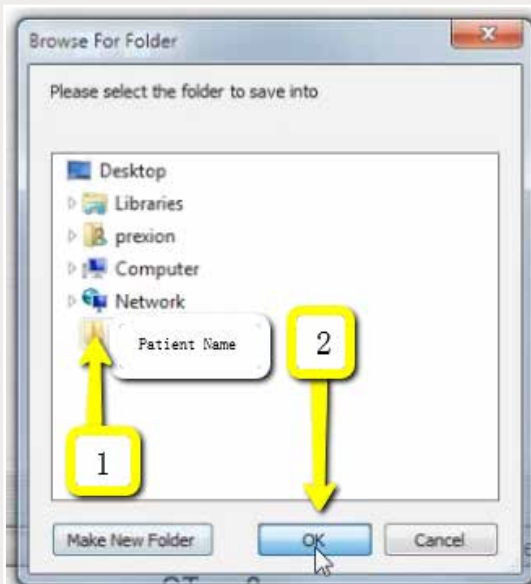 Browse For Folder
Please select the folder to save into
Desktop
Libraries
prexion
Computer
Network
Patient Name
2
1
Make New Folder
OK
Cancel